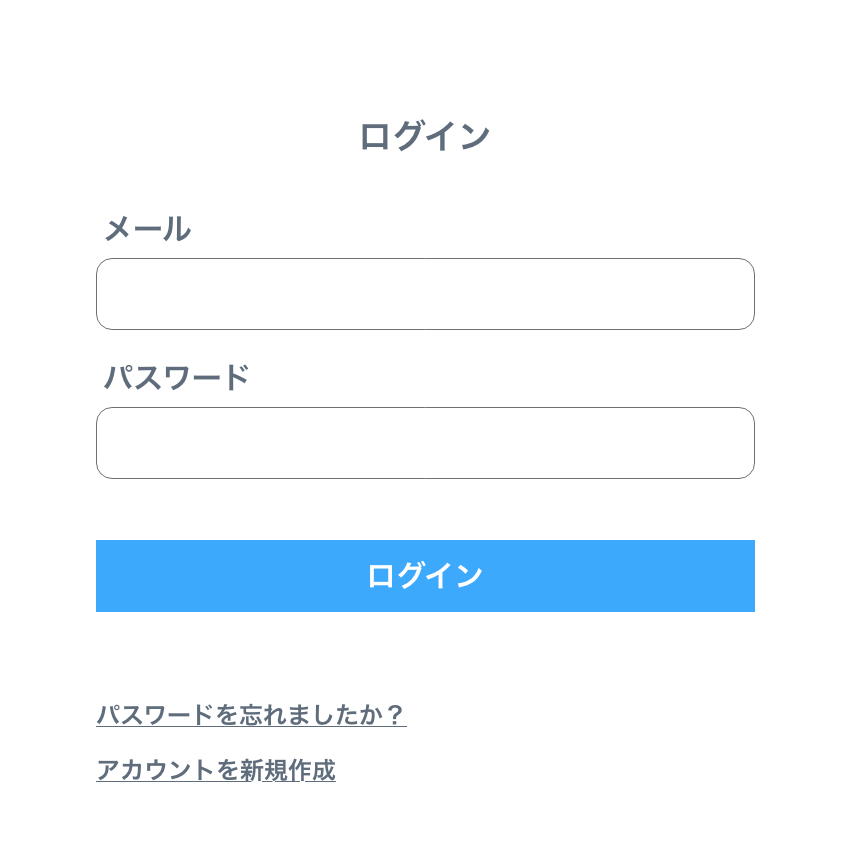 ログイン
メール
パスワード
ログイン
パスワードを忘れましたか？
アカウントを新規作成